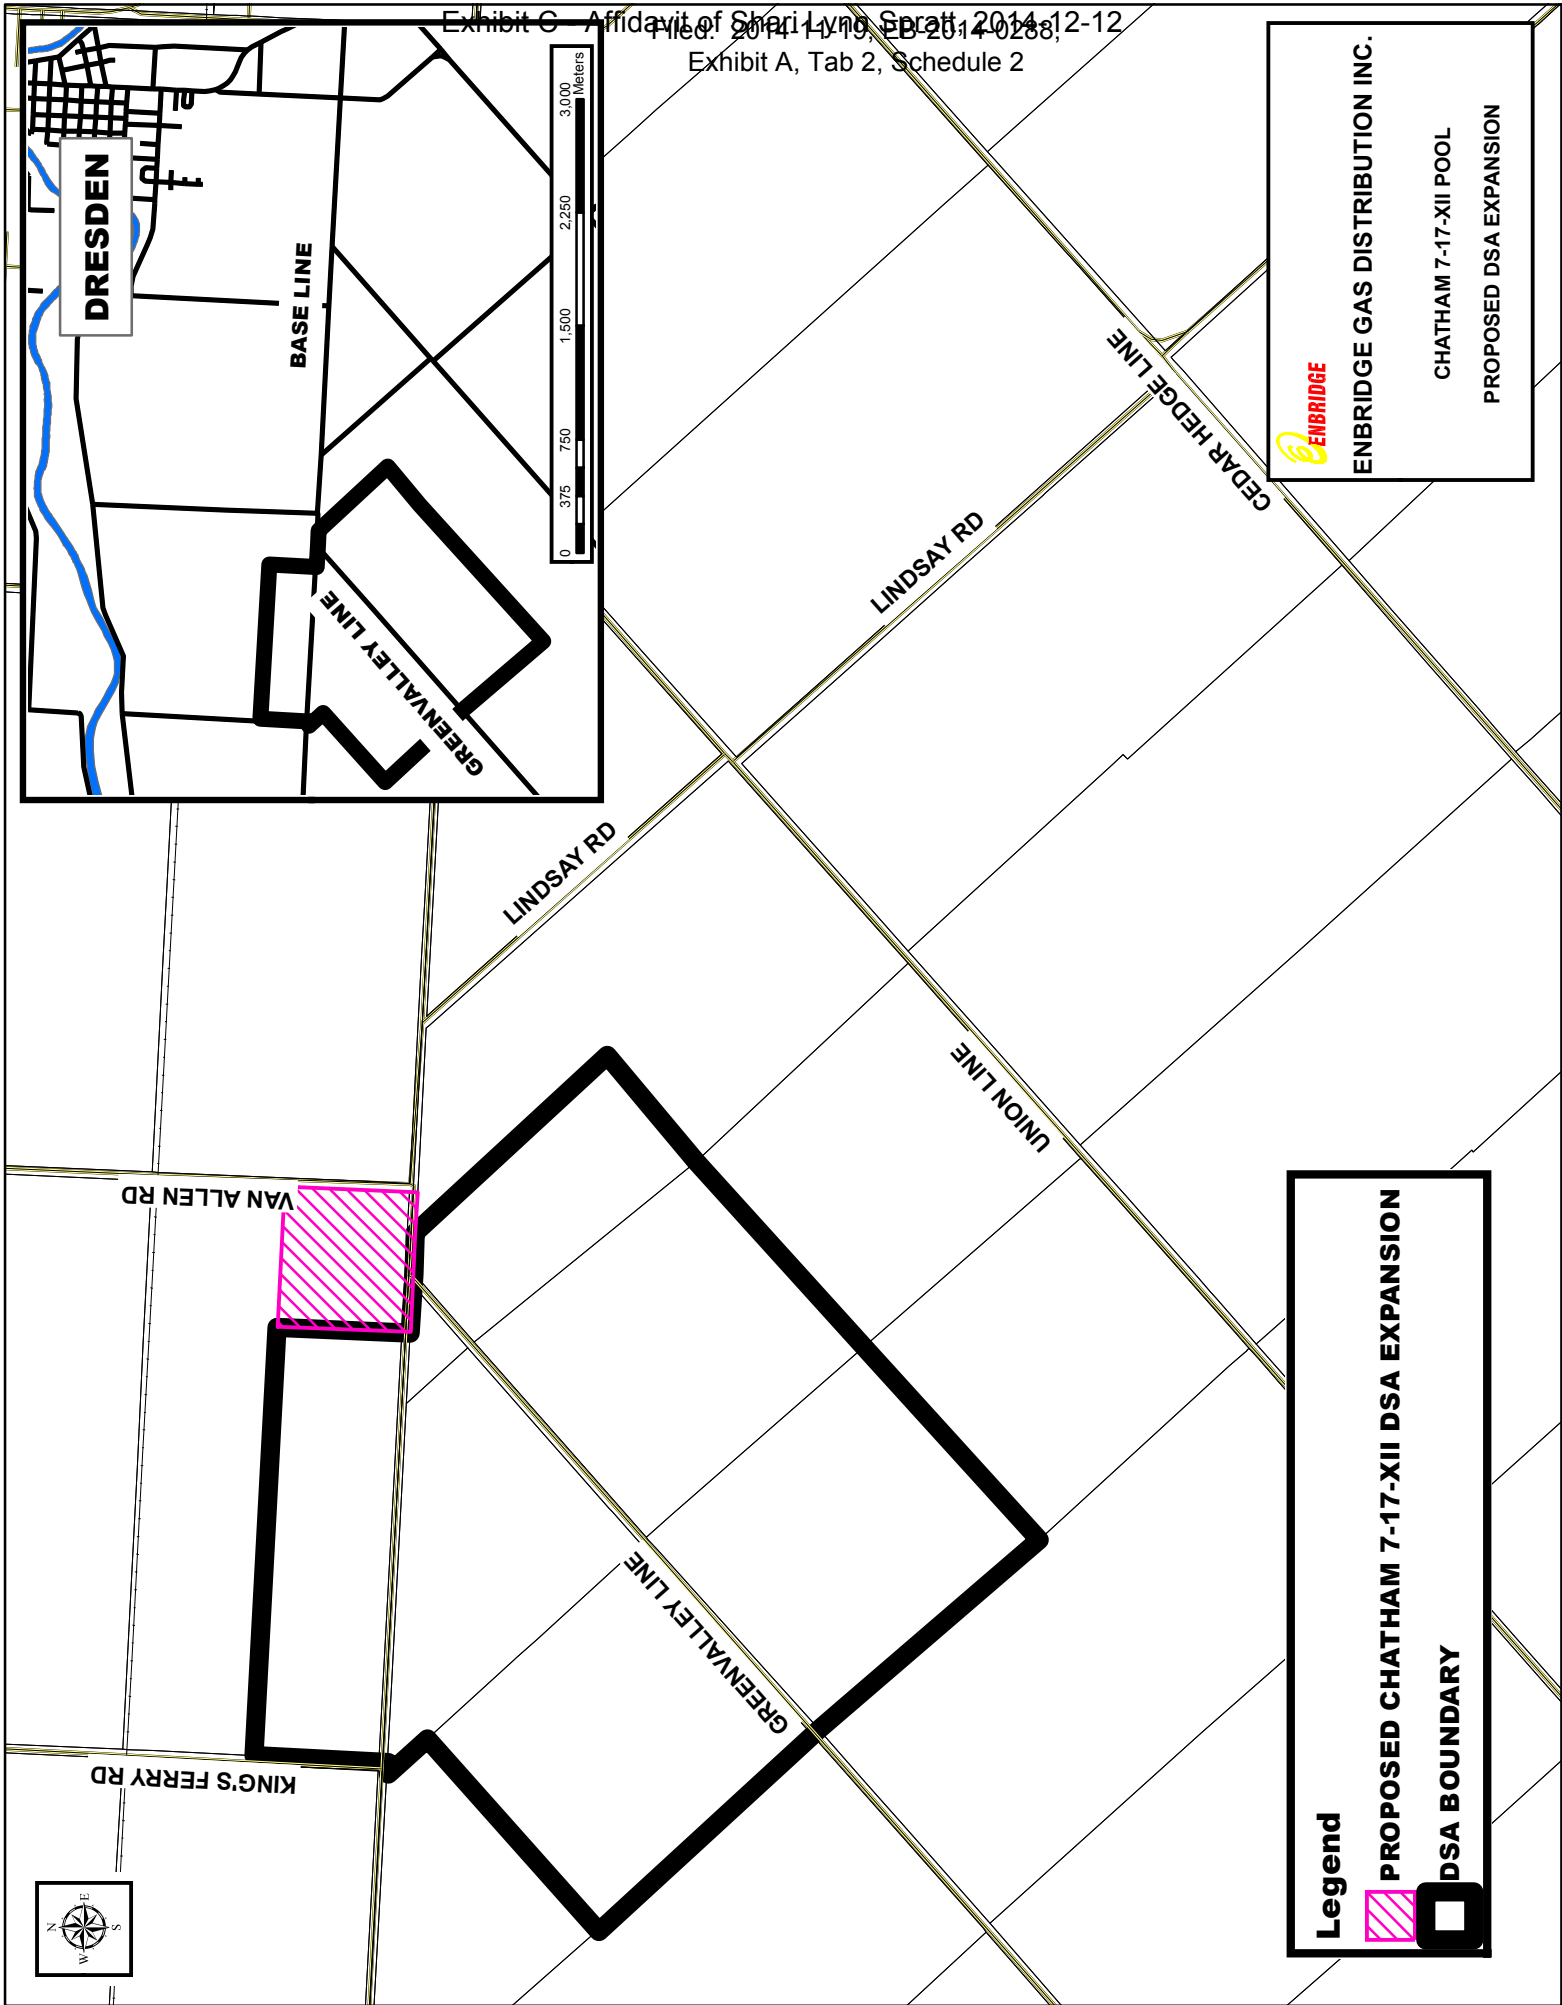 Exhibit C - Affidavit of Shari Lynn Spratt, 2014-12-12
Filed: 2014-11-19, EB-2014-0288,
Exhibit A, Tab 2, Schedule 2
DRESDEN
BASE LINE
GREENVALLEY LINE
0 375 750 1,500 2,250 3,000
Meters
N
W E
S
KING'S FERRY RD
VAN ALLEN RD
LINDSAY RD
LINDSAY RD
GREENVALLEY LINE
UNION LINE
CEDAR HEDGE LINE
Legend
PROPOSED CHATHAM 7-17-XII DSA EXPANSION
DSA BOUNDARY
ENBRIDGE
ENBRIDGE GAS DISTRIBUTION INC.
CHATHAM 7-17-XII POOL
PROPOSED DSA EXPANSION